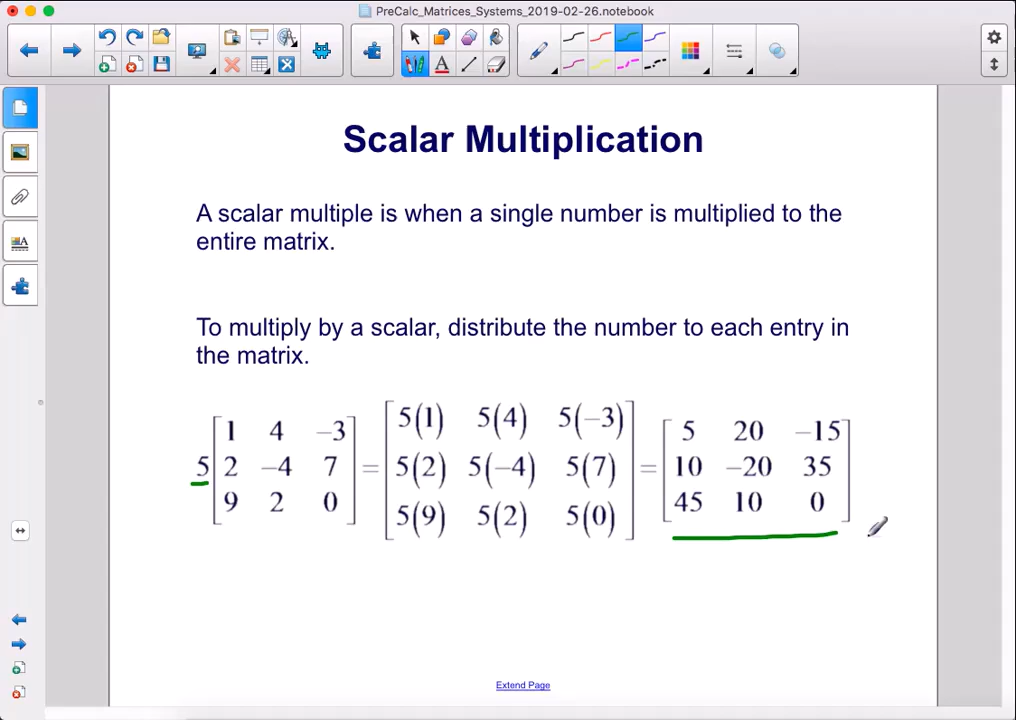 PreCalc_Matrices_Systems_2019-02-26.notebook
A
A
Scalar Multiplication
A scalar multiple is when a single number is multiplied to the
entire matrix.
To multiply by a scalar, distribute the number to each entry in
the matrix.
5 [1 4 −3; 2 −4 7; 9 2 0] = [5(1) 5(4) 5(−3); 5(2) 5(−4) 5(7); 5(9) 5(2) 5(0)] = [5 20 −15; 10 −20 35; 45 10 0]
Extend Page